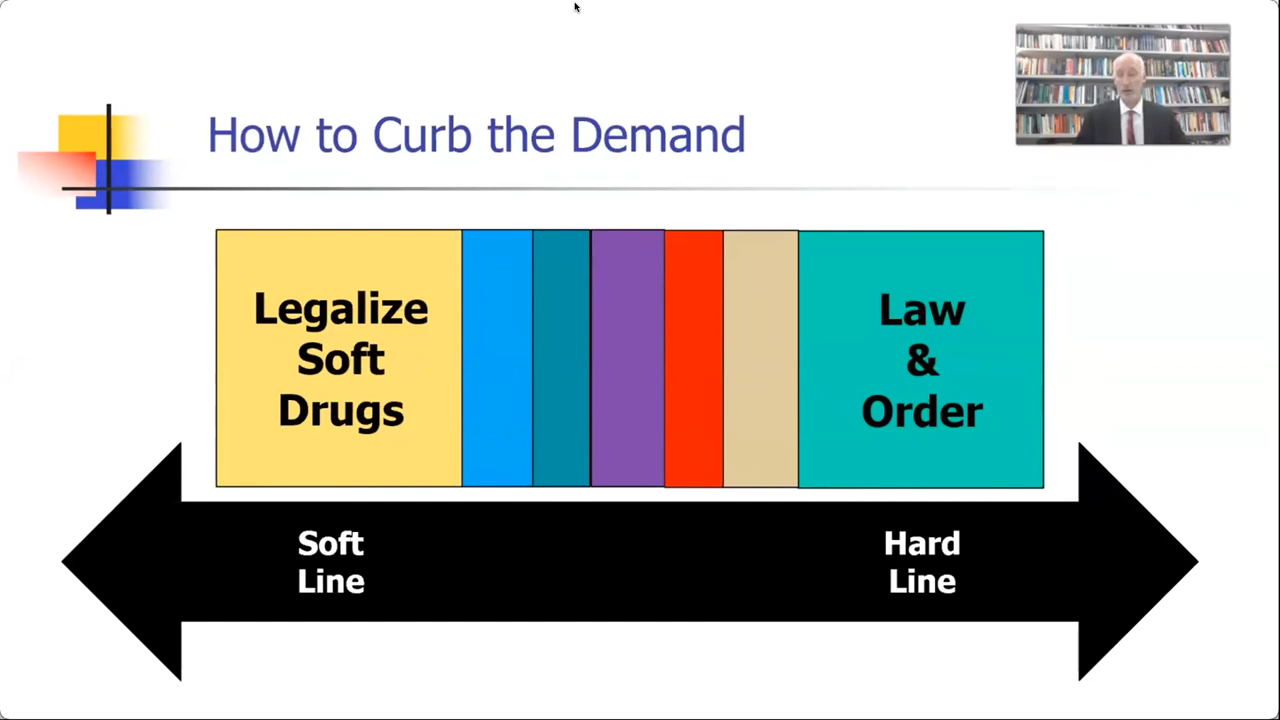 How to Curb the Demand
Legalize
Soft
Drugs
Law
&
Order
Soft
Line
Hard
Line